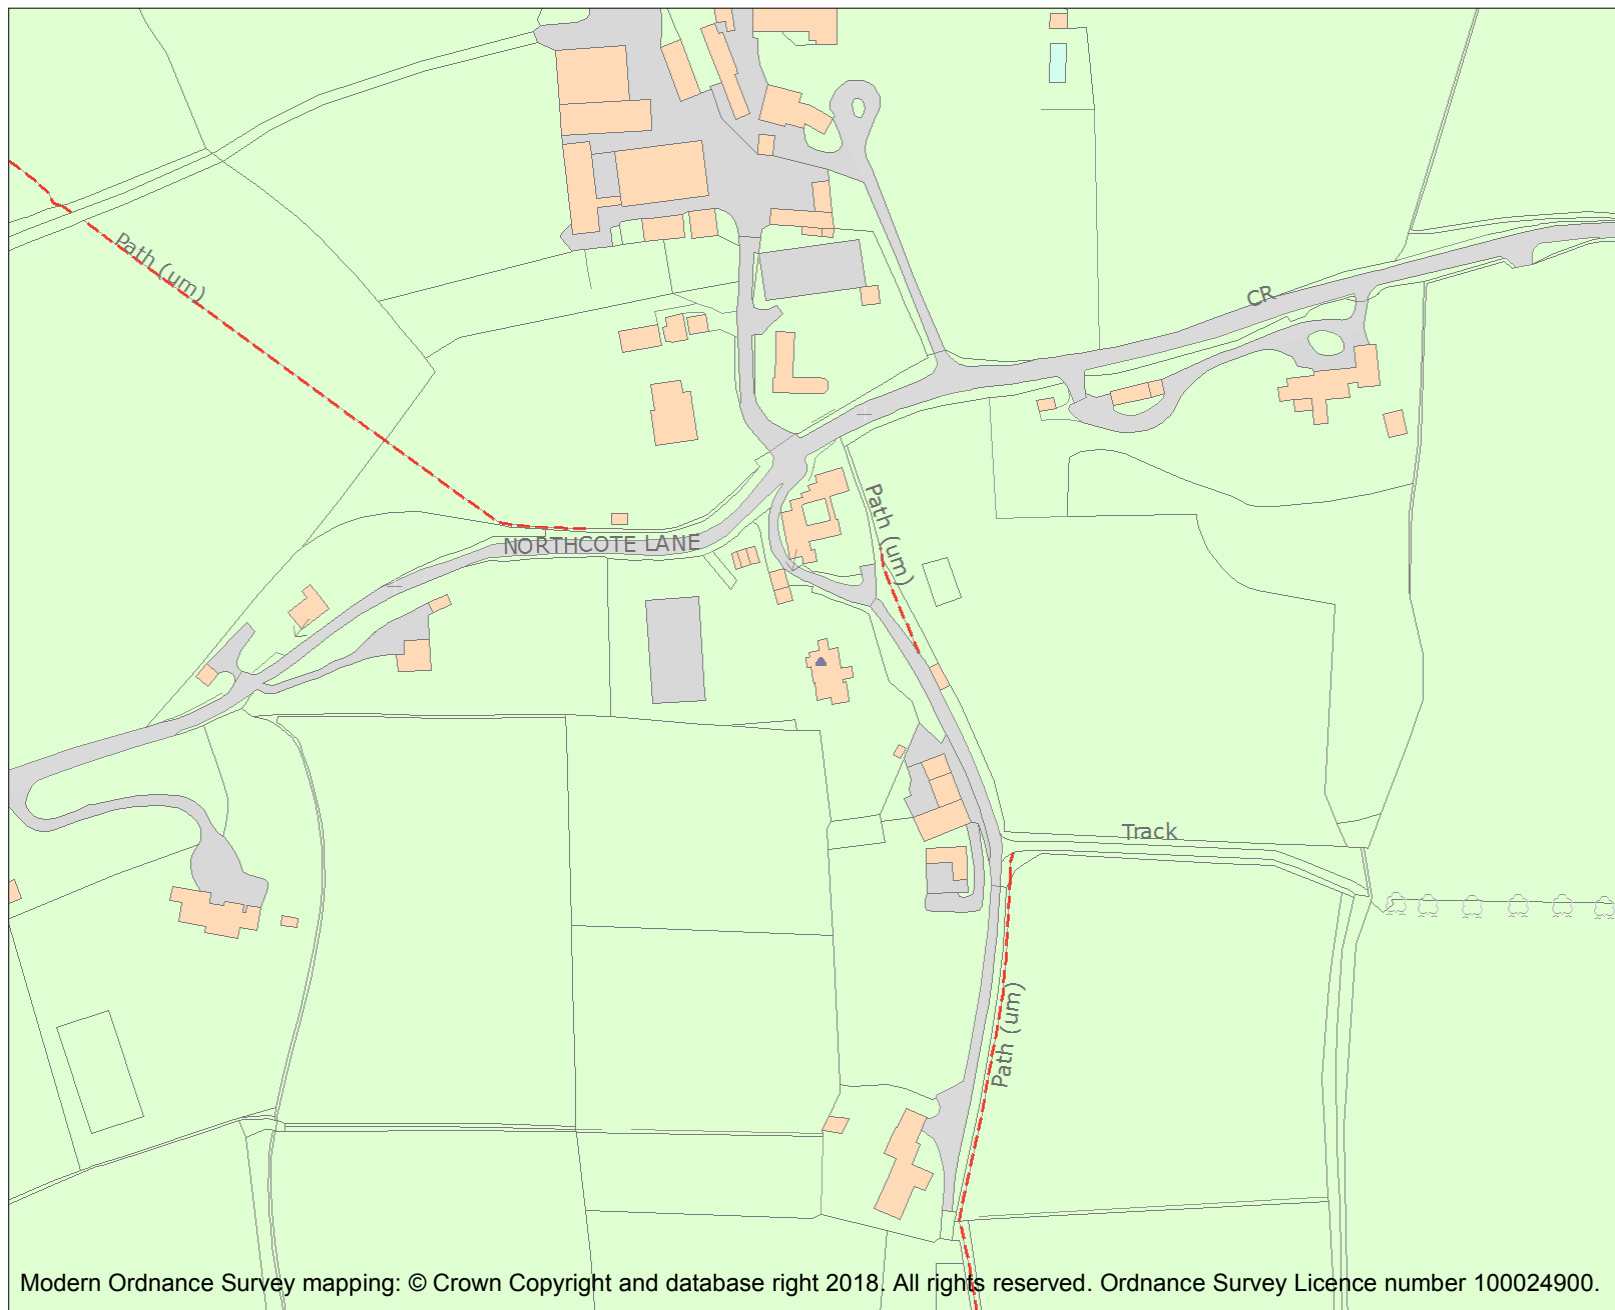 Path (um)
CR
Path (um)
NORTHCOTE LANE
Track
Path (um)
Modern Ordnance Survey mapping: © Crown Copyright and database right 2018. All rights reserved. Ordnance Survey Licence number 100024900.